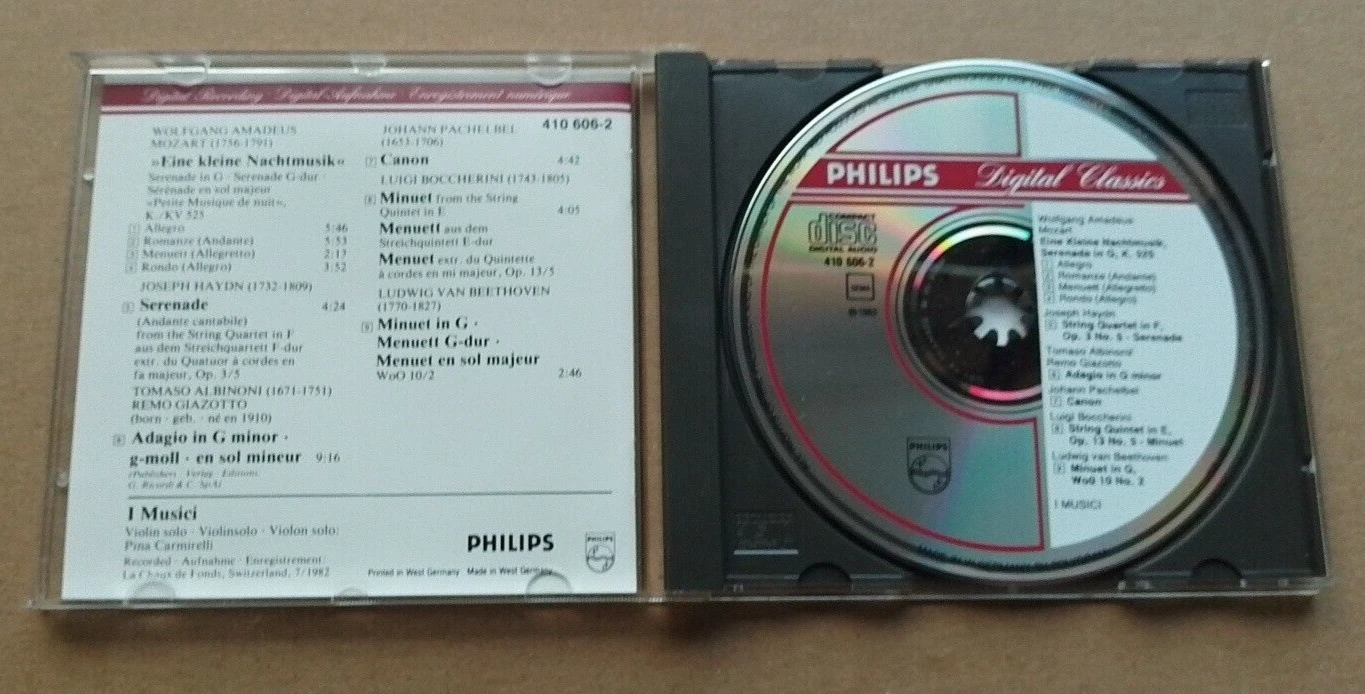 Digital Recording · Digital-Aufnahme · Enregistrement numérique
410 606-2
WOLFGANG AMADEUS
MOZART (1756-1791)
»Eine kleine Nachtmusik«
Serenade in G · Serenade G-dur ·
Sérénade en sol majeur
»Petite Musique de nuit«,
K./KV 525
1 Allegro 5:46
2 Romanze (Andante) 5:53
3 Menuett (Allegretto) 2:13
4 Rondo (Allegro) 3:52
JOSEPH HAYDN (1732-1809)
5 Serenade 4:24
(Andante cantabile)
from the String Quartet in F
aus dem Streichquartett F-dur
extr. du Quatuor à cordes en
fa majeur, Op. 3/5
TOMASO ALBINONI (1671-1751)
REMO GIAZOTTO
(born · geb. · né en 1910)
6 Adagio in G minor ·
g-moll · en sol mineur 9:16
(Publishers · Verlag · Editions:
G. Ricordi & C. SpA)
JOHANN PACHELBEL
(1653-1706)
7 Canon 4:42
LUIGI BOCCHERINI (1743-1805)
8 Minuet from the String
Quintet in E 4:05
Menuett aus dem
Streichquintett E-dur
Menuet extr. du Quintette
à cordes en mi majeur, Op. 13/5
LUDWIG VAN BEETHOVEN
(1770-1827)
9 Minuet in G ·
Menuett G-dur ·
Menuet en sol majeur
WoO 10/2 2:46
I Musici
Violin solo · Violinsolo · Violon solo:
Pina Carmirelli
Recorded · Aufnahme · Enregistrement:
La Chaux de Fonds, Switzerland, 7/1982
PHILIPS
PHILIPS
Printed in West Germany Made in West Germany
PHILIPS Digital Classics
COMPACT
disc
DIGITAL AUDIO
410 606-2
GEMA
PHILIPS
Wolfgang Amadeus
Mozart
Eine Kleine Nachtmusik,
Serenade in G, K. 525
1 Allegro
2 Romanze (Andante)
3 Menuett (Allegretto)
4 Rondo (Allegro)
Joseph Haydn
5 String Quartet in F,
Op. 3 No. 5 - Serenade
Tomaso Albinoni/
Remo Giazotto
6 Adagio in G minor
Johann Pachelbel
7 Canon
Luigi Boccherini
8 String Quintet in E,
Op. 13 No. 5 - Minuet
Ludwig van Beethoven
9 Minuet in G,
WoO 10 No. 2
I MUSICI